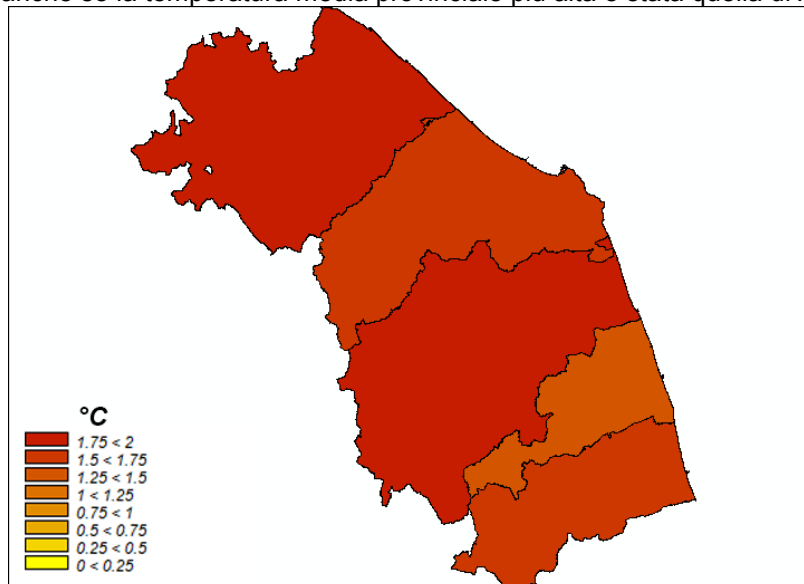 anche se la temperatura media provinciale più alta è stata quella di
°C
1.75 < 2
1.5 < 1.75
1.25 < 1.5
1 < 1.25
0.75 < 1
0.5 < 0.75
0.25 < 0.5
0 < 0.25